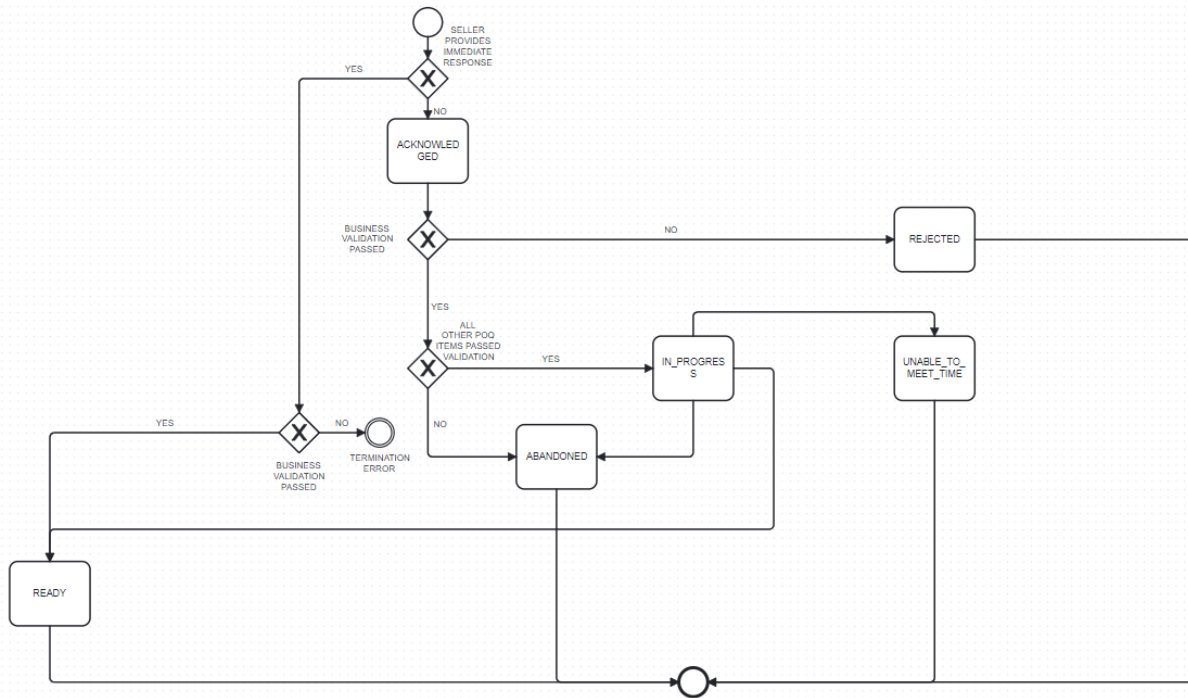 SELLER
PROVIDES
IMMEDIATE
RESPONSE
YES
NO
ACKNOWLED
GED
BUSINESS
VALIDATION
PASSED
NO
REJECTED
YES
ALL
OTHER POQ
ITEMS PASSED
VALIDATION
YES
IN_PROGRES
S
UNABLE_TO_
MEET_TIME
YES
NO
NO
BUSINESS
VALIDATION
PASSED
TERMINATION
ERROR
ABANDONED
READY